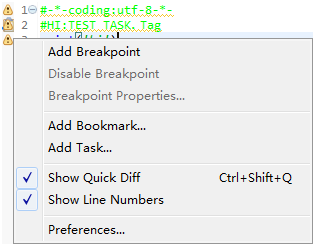 1 #-*-coding:utf-8-*-
2 #HI:TEST TASK. Tag
3
Add Breakpoint
Disable Breakpoint
Breakpoint Properties...
Add Bookmark...
Add Task...
Show Quick Diff Ctrl+Shift+Q
Show Line Numbers
Preferences...